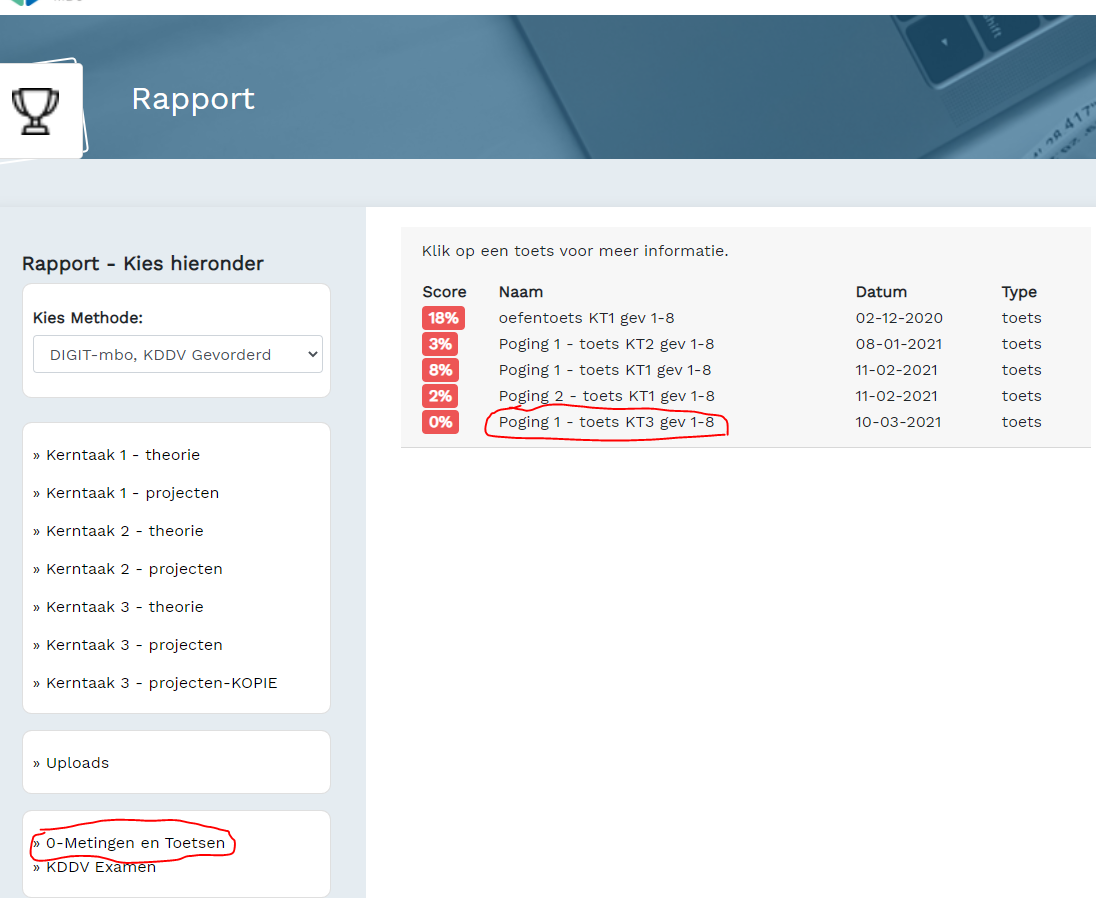 Rapport
Rapport - Kies hieronder
Kies Methode:
DIGIT-mbo, KDDV Gevorderd
» Kerntaak 1 - theorie
» Kerntaak 1 - projecten
» Kerntaak 2 - theorie
» Kerntaak 2 - projecten
» Kerntaak 3 - theorie
» Kerntaak 3 - projecten
» Kerntaak 3 - projecten-KOPIE
» Uploads
» 0-Metingen en Toetsen
» KDDV Examen
Klik op een toets voor meer informatie.
Score Naam Datum Type
18% oefentoets KT1 gev 1-8 02-12-2020 toets
3% Poging 1 - toets KT2 gev 1-8 08-01-2021 toets
8% Poging 1 - toets KT1 gev 1-8 11-02-2021 toets
2% Poging 2 - toets KT1 gev 1-8 11-02-2021 toets
0% Poging 1 - toets KT3 gev 1-8 10-03-2021 toets